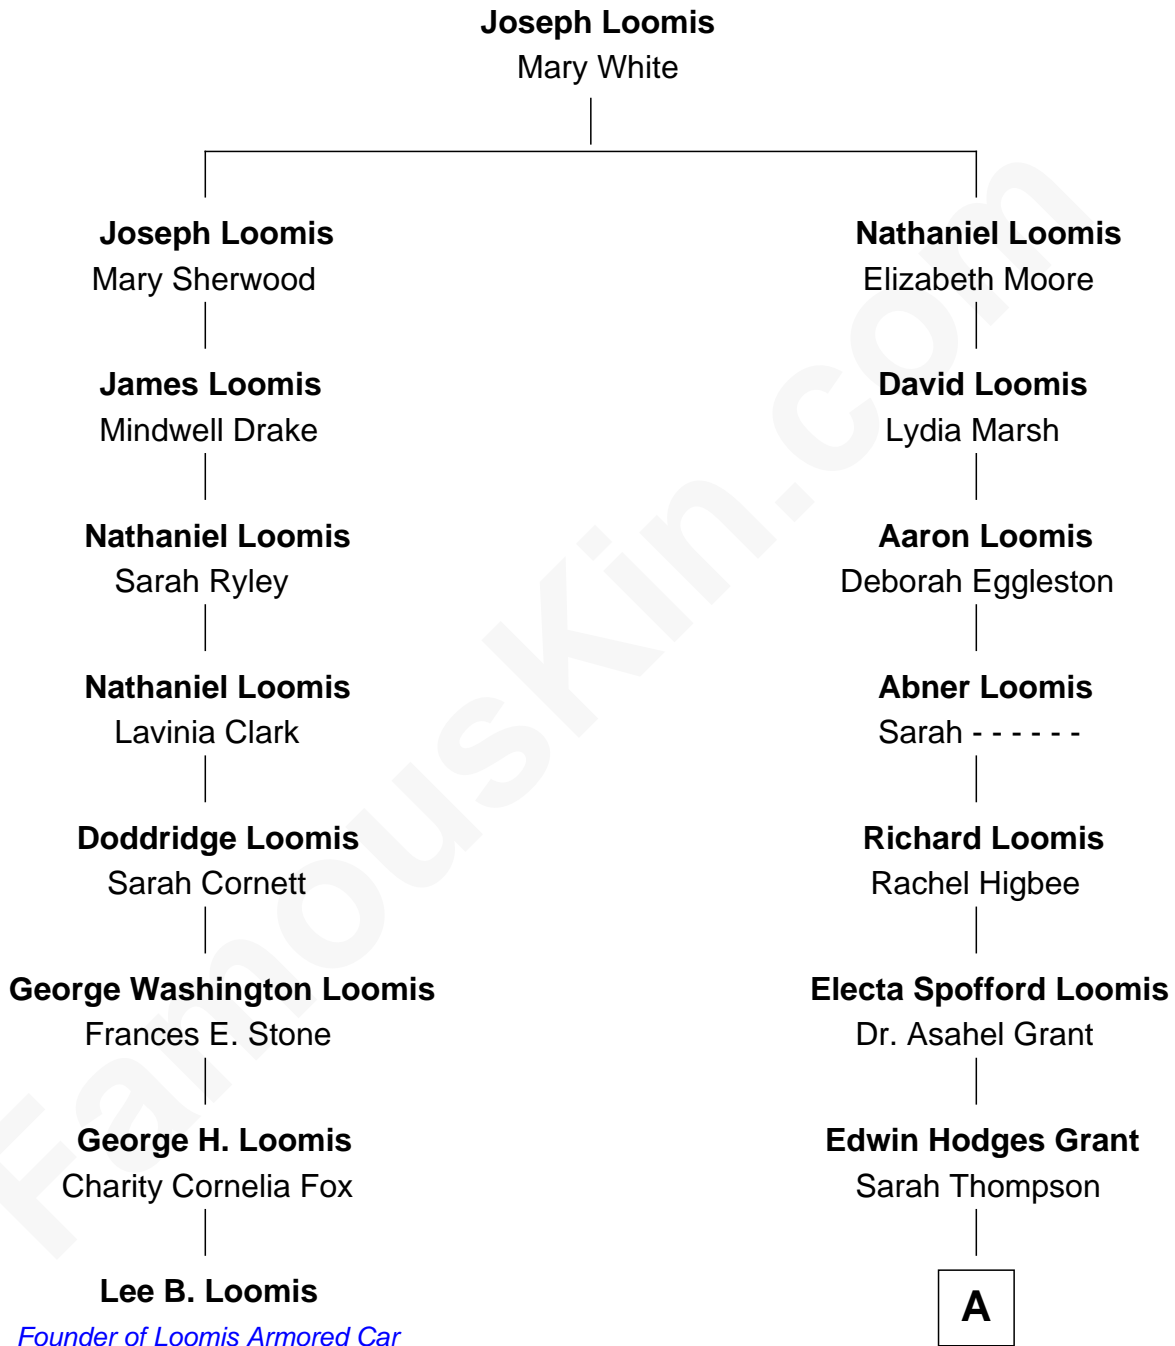 Joseph Loomis
Mary White
Joseph Loomis
Mary Sherwood
Nathaniel Loomis
Elizabeth Moore
James Loomis
Mindwell Drake
David Loomis
Lydia Marsh
Nathaniel Loomis
Sarah Ryley
Aaron Loomis
Deborah Eggleston
Nathaniel Loomis
Lavinia Clark
Abner Loomis
Sarah - - - - - -
Doddridge Loomis
Sarah Cornett
Richard Loomis
Rachel Higbee
George Washington Loomis
Frances E. Stone
Electa Spofford Loomis
Dr. Asahel Grant
George H. Loomis
Charity Cornelia Fox
Edwin Hodges Grant
Sarah Thompson
Lee B. Loomis
Founder of Loomis Armored Car
A
FamousKin.com